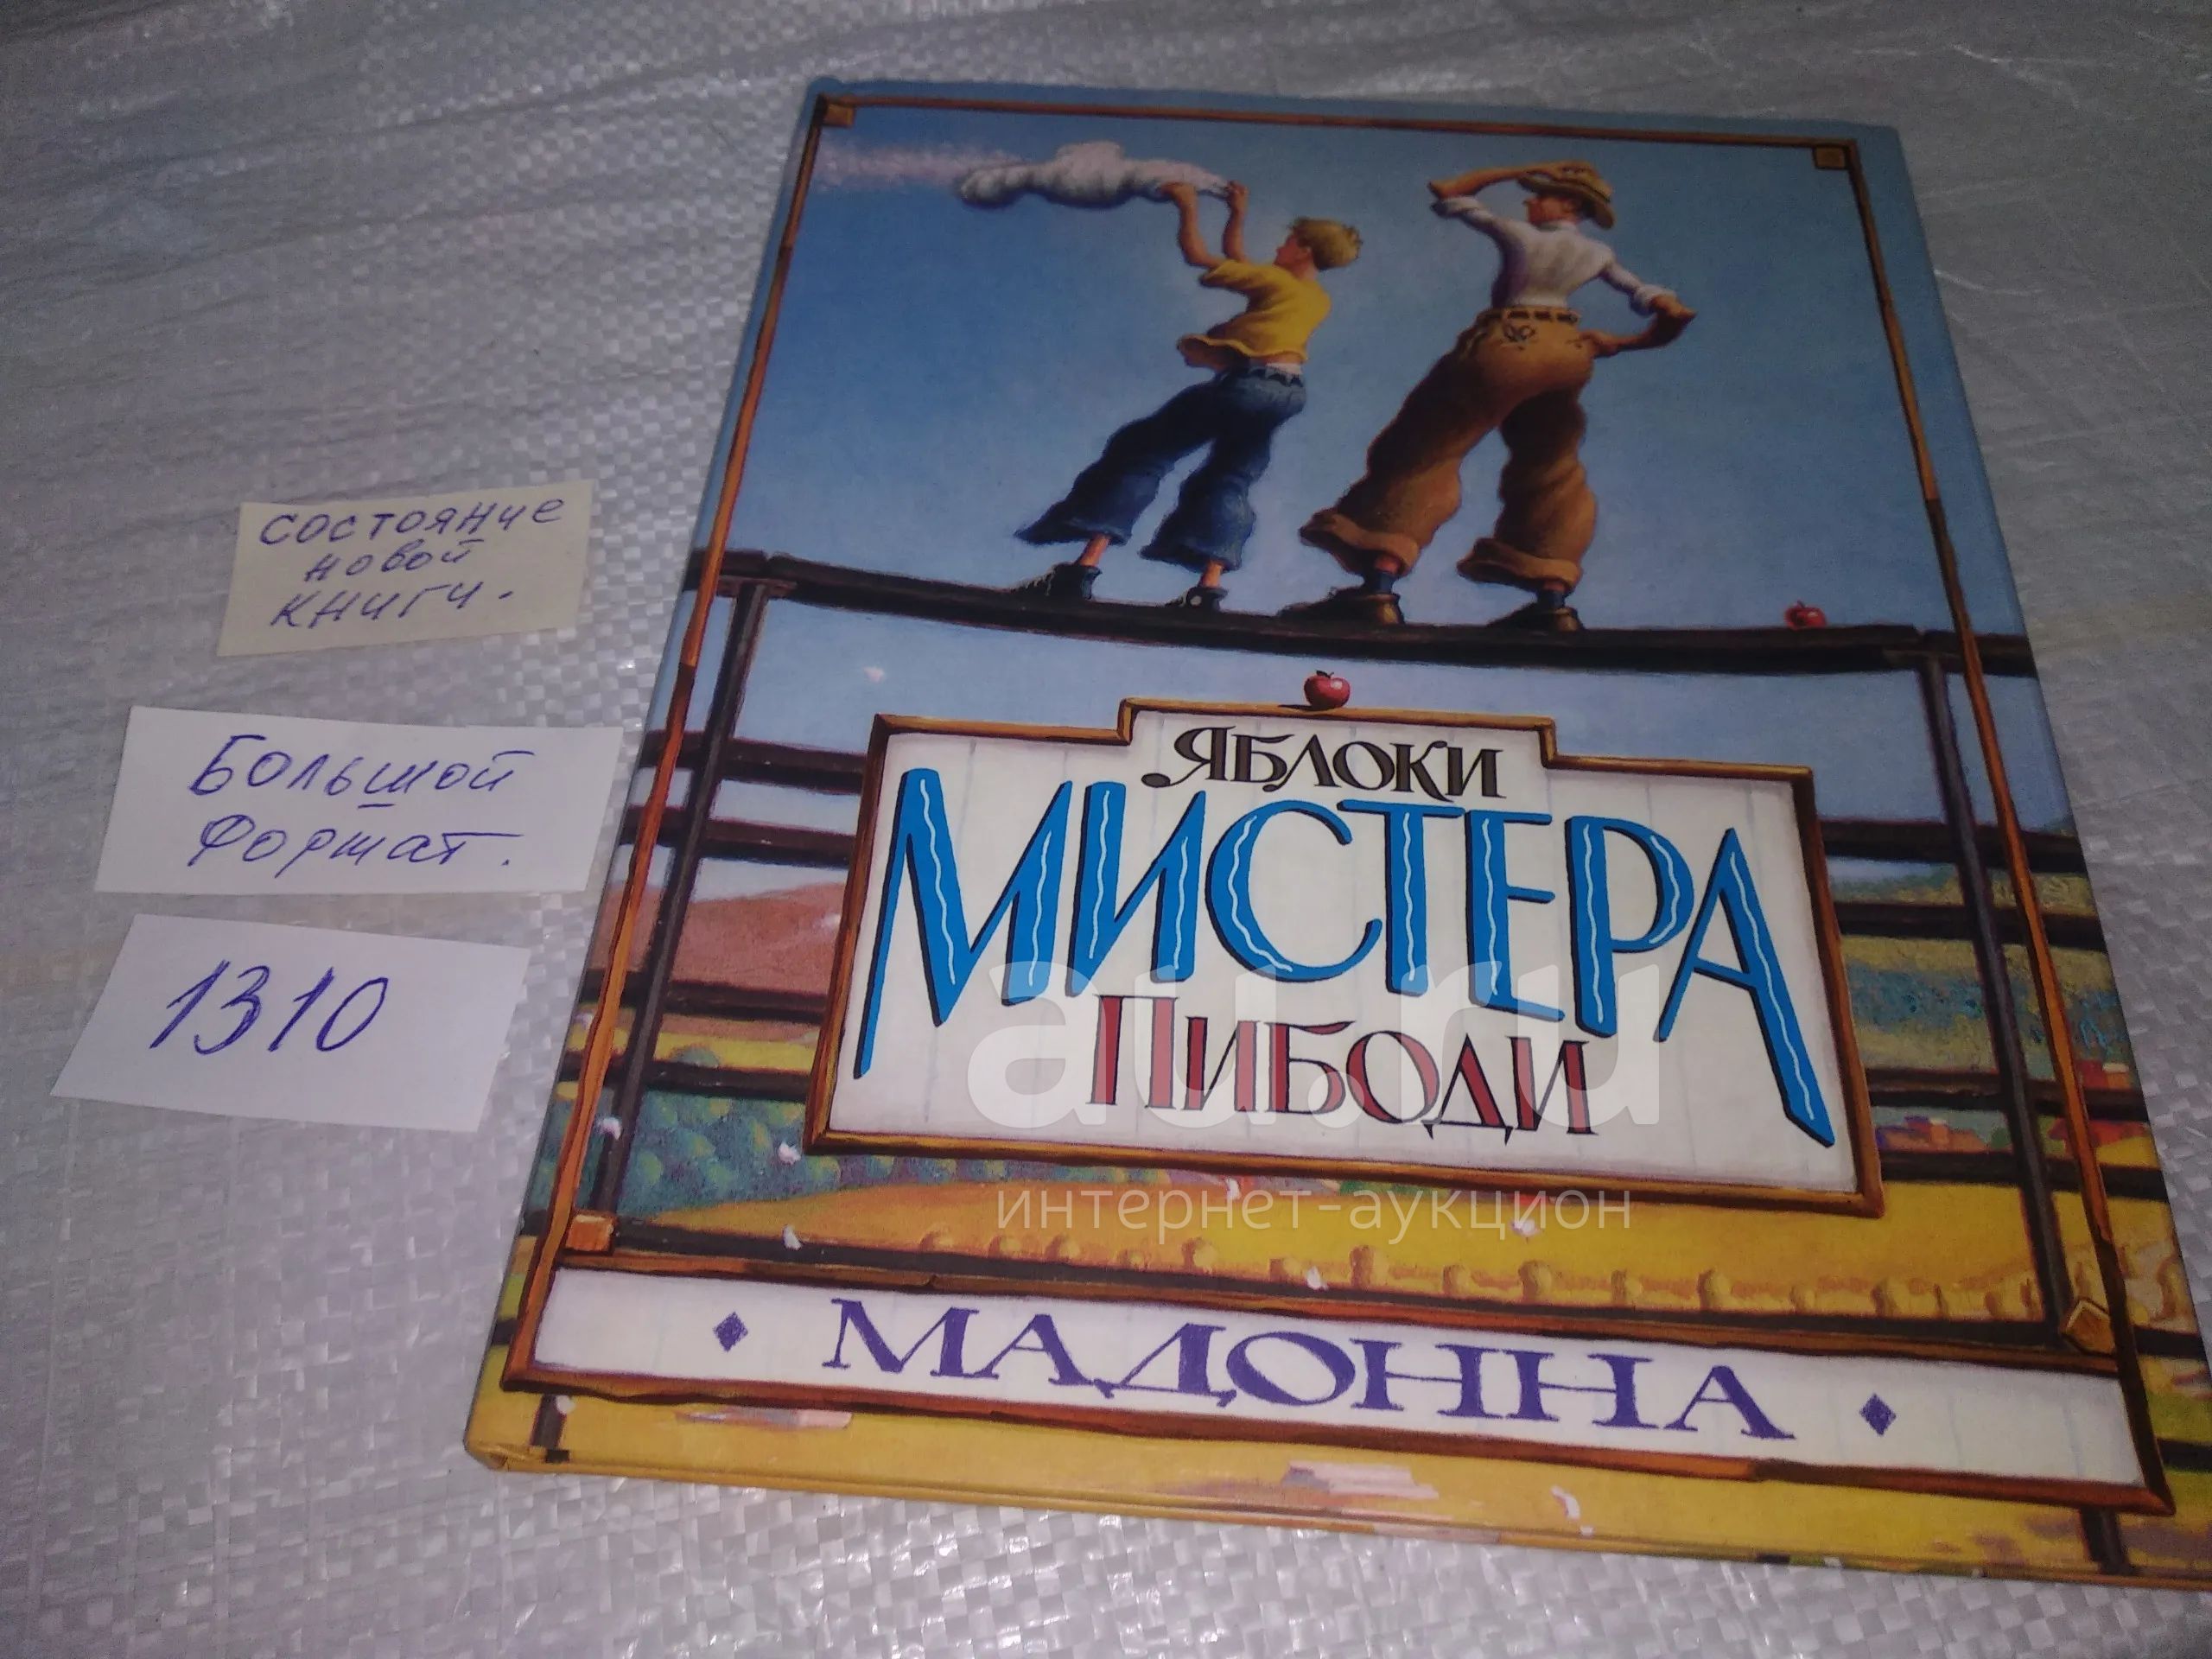 состояние
новой
книги.
Большой
формат.
1310
ЯБЛОКИ
МИСТЕРА
ПИБОДИ
au.ru
интернет-аукцион
МАДОННА